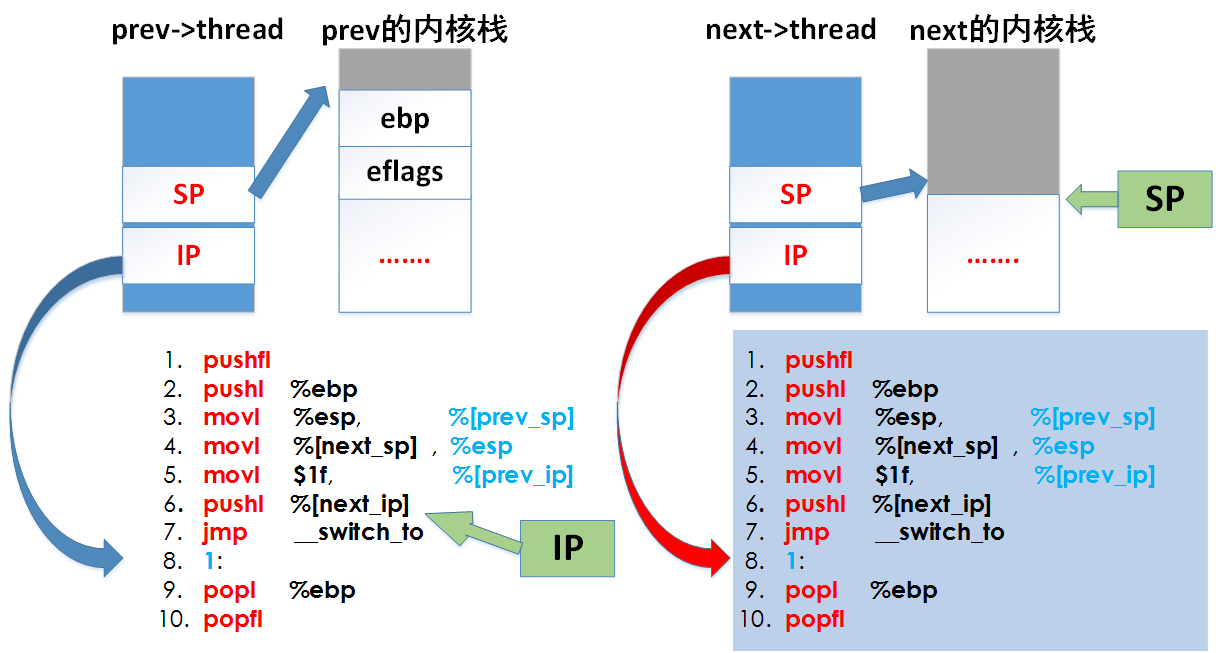 prev->thread
prev的内核栈
next->thread
next的内核栈
ebp
eflags
SP
IP
.......
SP
IP
.......
SP
1. pushfl
2. pushl %ebp
3. movl %esp, %[prev_sp]
4. movl %[next_sp] , %esp
5. movl $1f, %[prev_ip]
6. pushl %[next_ip]
7. jmp __switch_to
8. 1:
9. popl %ebp
10. popfl
IP
1. pushfl
2. pushl %ebp
3. movl %esp, %[prev_sp]
4. movl %[next_sp] , %esp
5. movl $1f, %[prev_ip]
6. pushl %[next_ip]
7. jmp __switch_to
8. 1:
9. popl %ebp
10. popfl